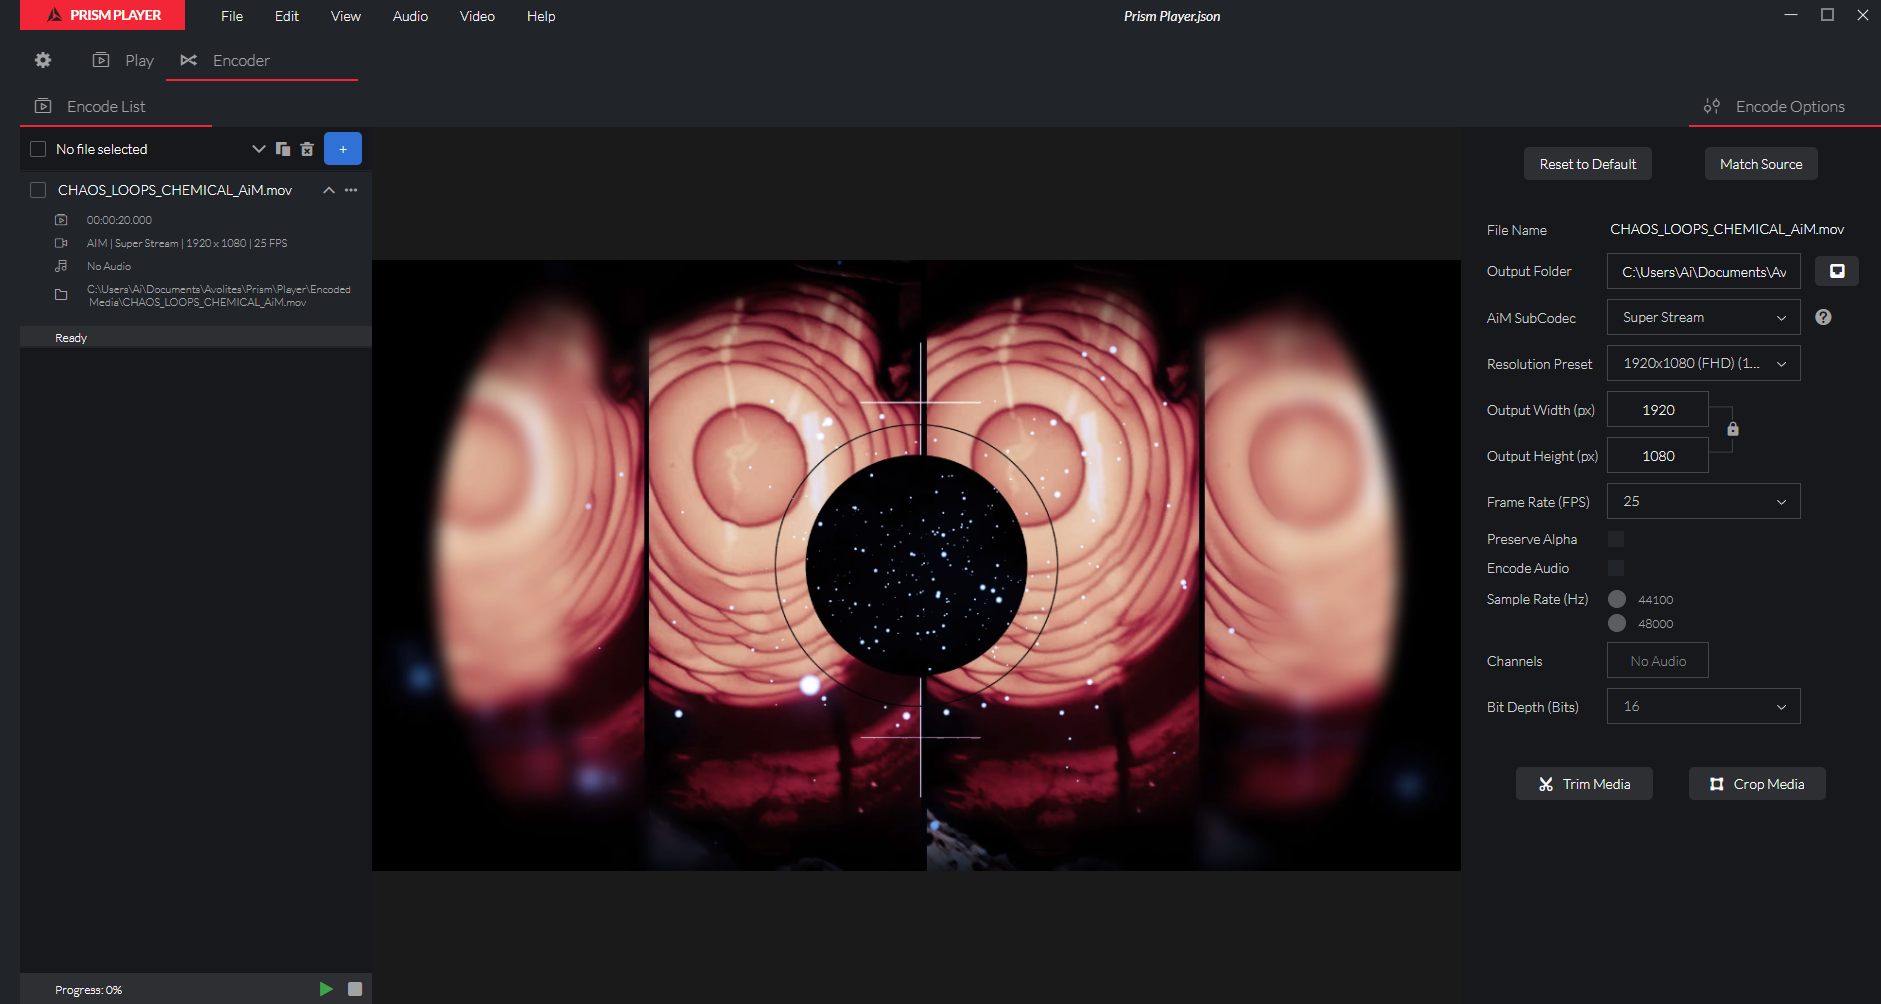 PRISM PLAYER
File Edit View Audio Video Help
Prism Player.json
Play
Encoder
Encode List
Encode Options
No file selected
+
CHAOS_LOOPS_CHEMICAL_AiM.mov
00:00:20.000
AIM | Super Stream | 1920 x 1080 | 25 FPS
No Audio
C:\Users\Ai\Documents\Avolites\Prism\Player\Encoded
Media\CHAOS_LOOPS_CHEMICAL_AiM.mov
Ready
Progress: 0%
Reset to Default
Match Source
File Name CHAOS_LOOPS_CHEMICAL_AiM.mov
Output Folder C:\Users\Ai\Documents\Av
AiM SubCodec Super Stream
Resolution Preset 1920x1080 (FHD) (1...
Output Width (px) 1920
Output Height (px) 1080
Frame Rate (FPS) 25
Preserve Alpha
Encode Audio
Sample Rate (Hz) 44100
48000
Channels No Audio
Bit Depth (Bits) 16
Trim Media
Crop Media